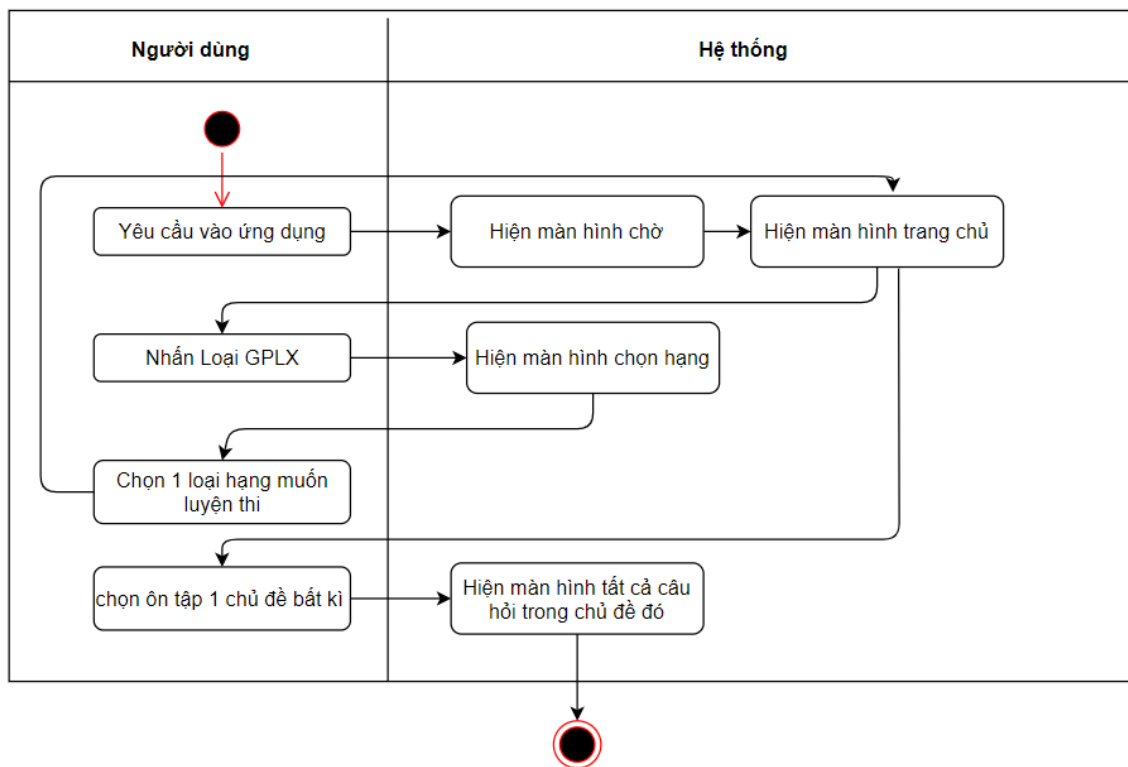 Người dùng
Hệ thống
Yêu cầu vào ứng dụng
Hiện màn hình chờ
Hiện màn hình trang chủ
Nhấn Loại GPLX
Hiện màn hình chọn hạng
Chọn 1 loại hạng muốn
luyện thi
chọn ôn tập 1 chủ đề bất kì
Hiện màn hình tất cả câu
hỏi trong chủ đề đó